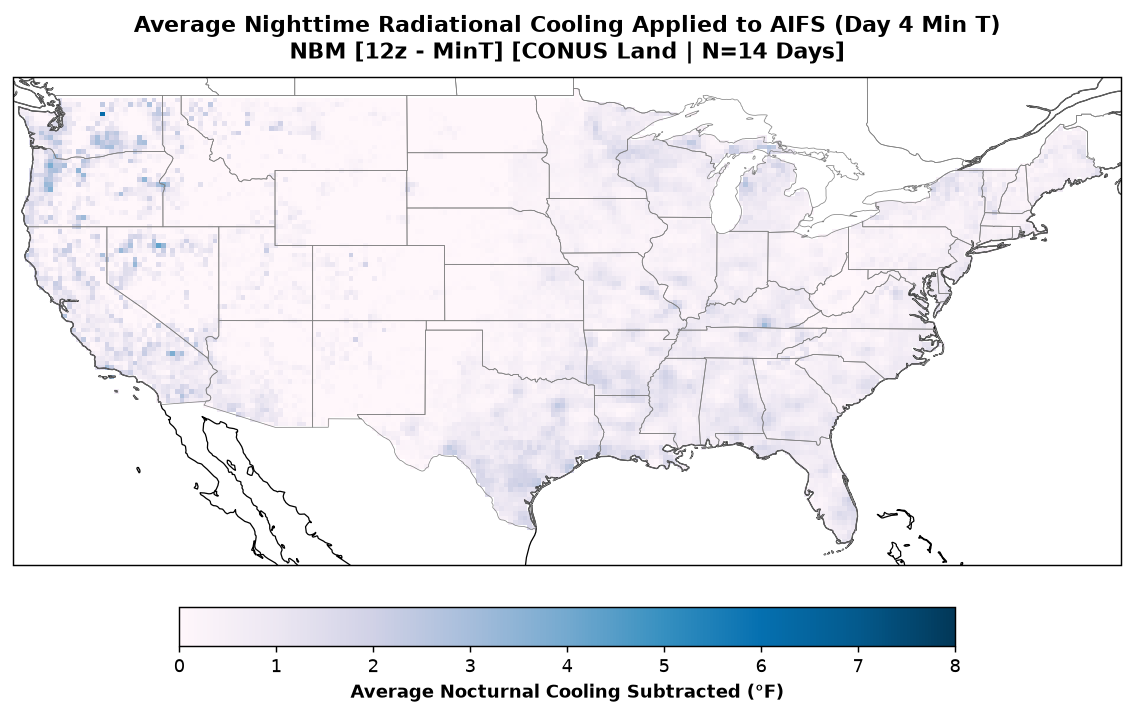 Average Nighttime Radiational Cooling Applied to AIFS (Day 4 Min T)
NBM [12z - MinT] [CONUS Land | N=14 Days]
0 1 2 3 4 5 6 7 8
Average Nocturnal Cooling Subtracted (°F)